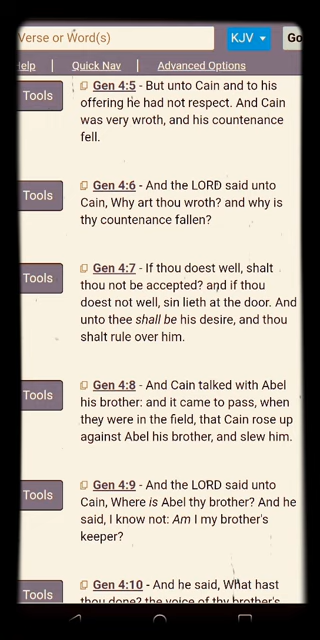 Verse or Word(s) KJV Go
Help | Quick Nav | Advanced Options
Tools
Gen 4:5 - But unto Cain and to his
offering he had not respect. And Cain
was very wroth, and his countenance
fell.
Tools
Gen 4:6 - And the LORD said unto
Cain, Why art thou wroth? and why is
thy countenance fallen?
Tools
Gen 4:7 - If thou doest well, shalt
thou not be accepted? and if thou
doest not well, sin lieth at the door. And
unto thee shall be his desire, and thou
shalt rule over him.
Tools
Gen 4:8 - And Cain talked with Abel
his brother: and it came to pass, when
they were in the field, that Cain rose up
against Abel his brother, and slew him.
Tools
Gen 4:9 - And the LORD said unto
Cain, Where is Abel thy brother? And he
said, I know not: Am I my brother's
keeper?
Tools
Gen 4:10 - And he said, What hast
thou done? the voice of thy brother's